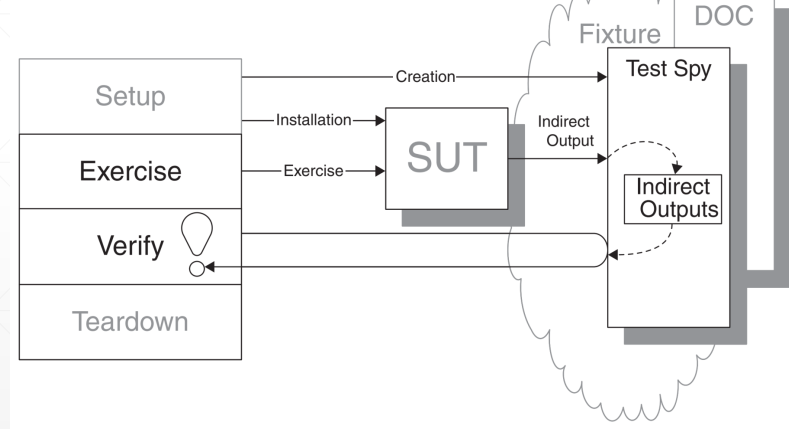 DOC
Fixture
Test Spy
Setup
Creation
Installation
Indirect
Output
Exercise
Exercise
SUT
Indirect
Outputs
Verify
Teardown